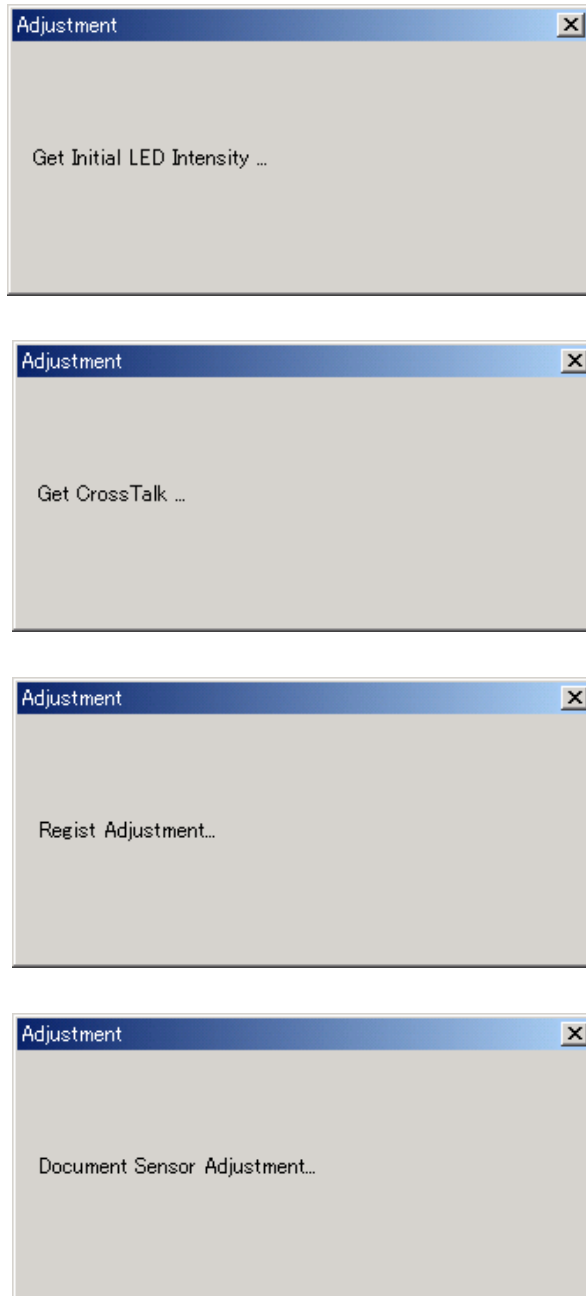 Adjustment
Get Initial LED Intensity ...
Adjustment
Get CrossTalk ...
Adjustment
Regist Adjustment...
Adjustment
Document Sensor Adjustment...